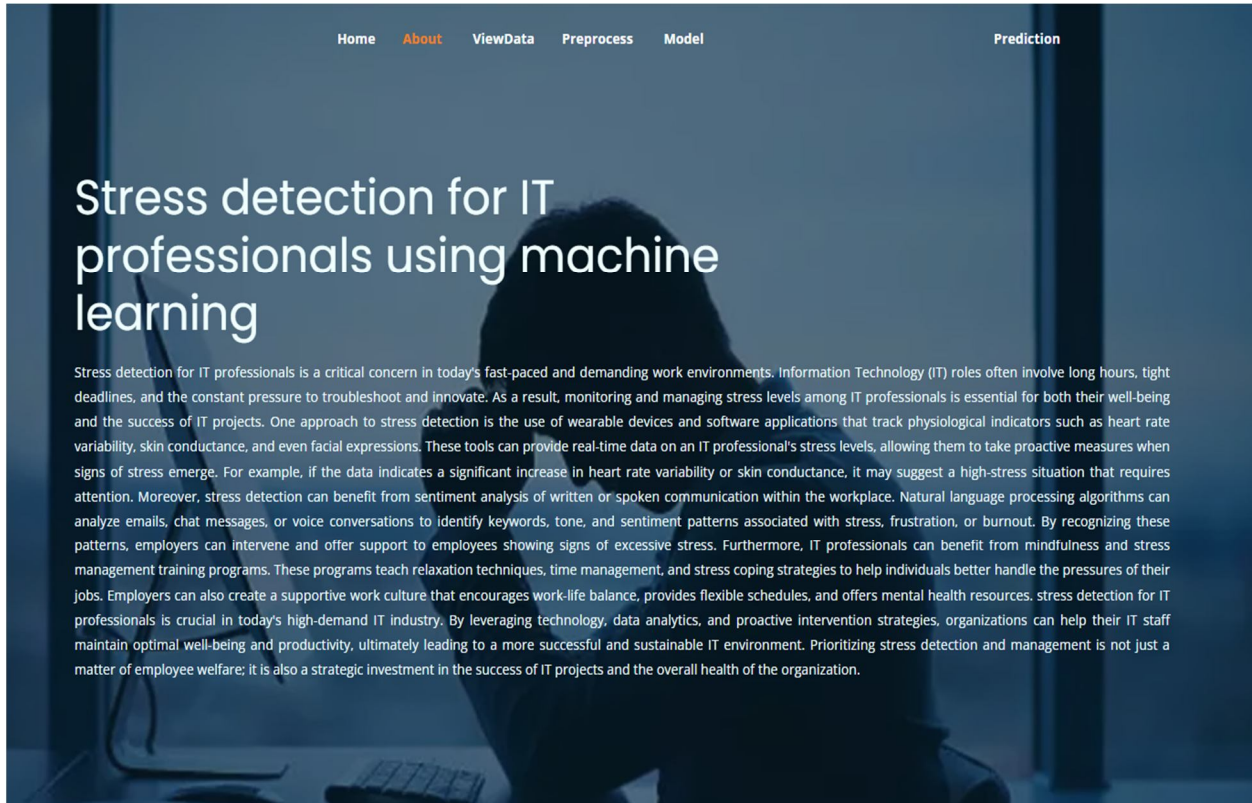 Home About ViewData Preprocess Model Prediction
Stress detection for IT
professionals using machine
learning
Stress detection for IT professionals is a critical concern in today's fast-paced and demanding work environments. Information Technology (IT) roles often involve long hours, tight
deadlines, and the constant pressure to troubleshoot and innovate. As a result, monitoring and managing stress levels among IT professionals is essential for both their well-being
and the success of IT projects. One approach to stress detection is the use of wearable devices and software applications that track physiological indicators such as heart rate
variability, skin conductance, and even facial expressions. These tools can provide real-time data on an IT professional's stress levels, allowing them to take proactive measures when
signs of stress emerge. For example, if the data indicates a significant increase in heart rate variability or skin conductance, it may suggest a high-stress situation that requires
attention. Moreover, stress detection can benefit from sentiment analysis of written or spoken communication within the workplace. Natural language processing algorithms can
analyze emails, chat messages, or voice conversations to identify keywords, tone, and sentiment patterns associated with stress, frustration, or burnout. By recognizing these
patterns, employers can intervene and offer support to employees showing signs of excessive stress. Furthermore, IT professionals can benefit from mindfulness and stress
management training programs. These programs teach relaxation techniques, time management, and stress coping strategies to help individuals better handle the pressures of their
jobs. Employers can also create a supportive work culture that encourages work-life balance, provides flexible schedules, and offers mental health resources. stress detection for IT
professionals is crucial in today's high-demand IT industry. By leveraging technology, data analytics, and proactive intervention strategies, organizations can help their IT staff
maintain optimal well-being and productivity, ultimately leading to a more successful and sustainable IT environment. Prioritizing stress detection and management is not just a
matter of employee welfare; it is also a strategic investment in the success of IT projects and the overall health of the organization.